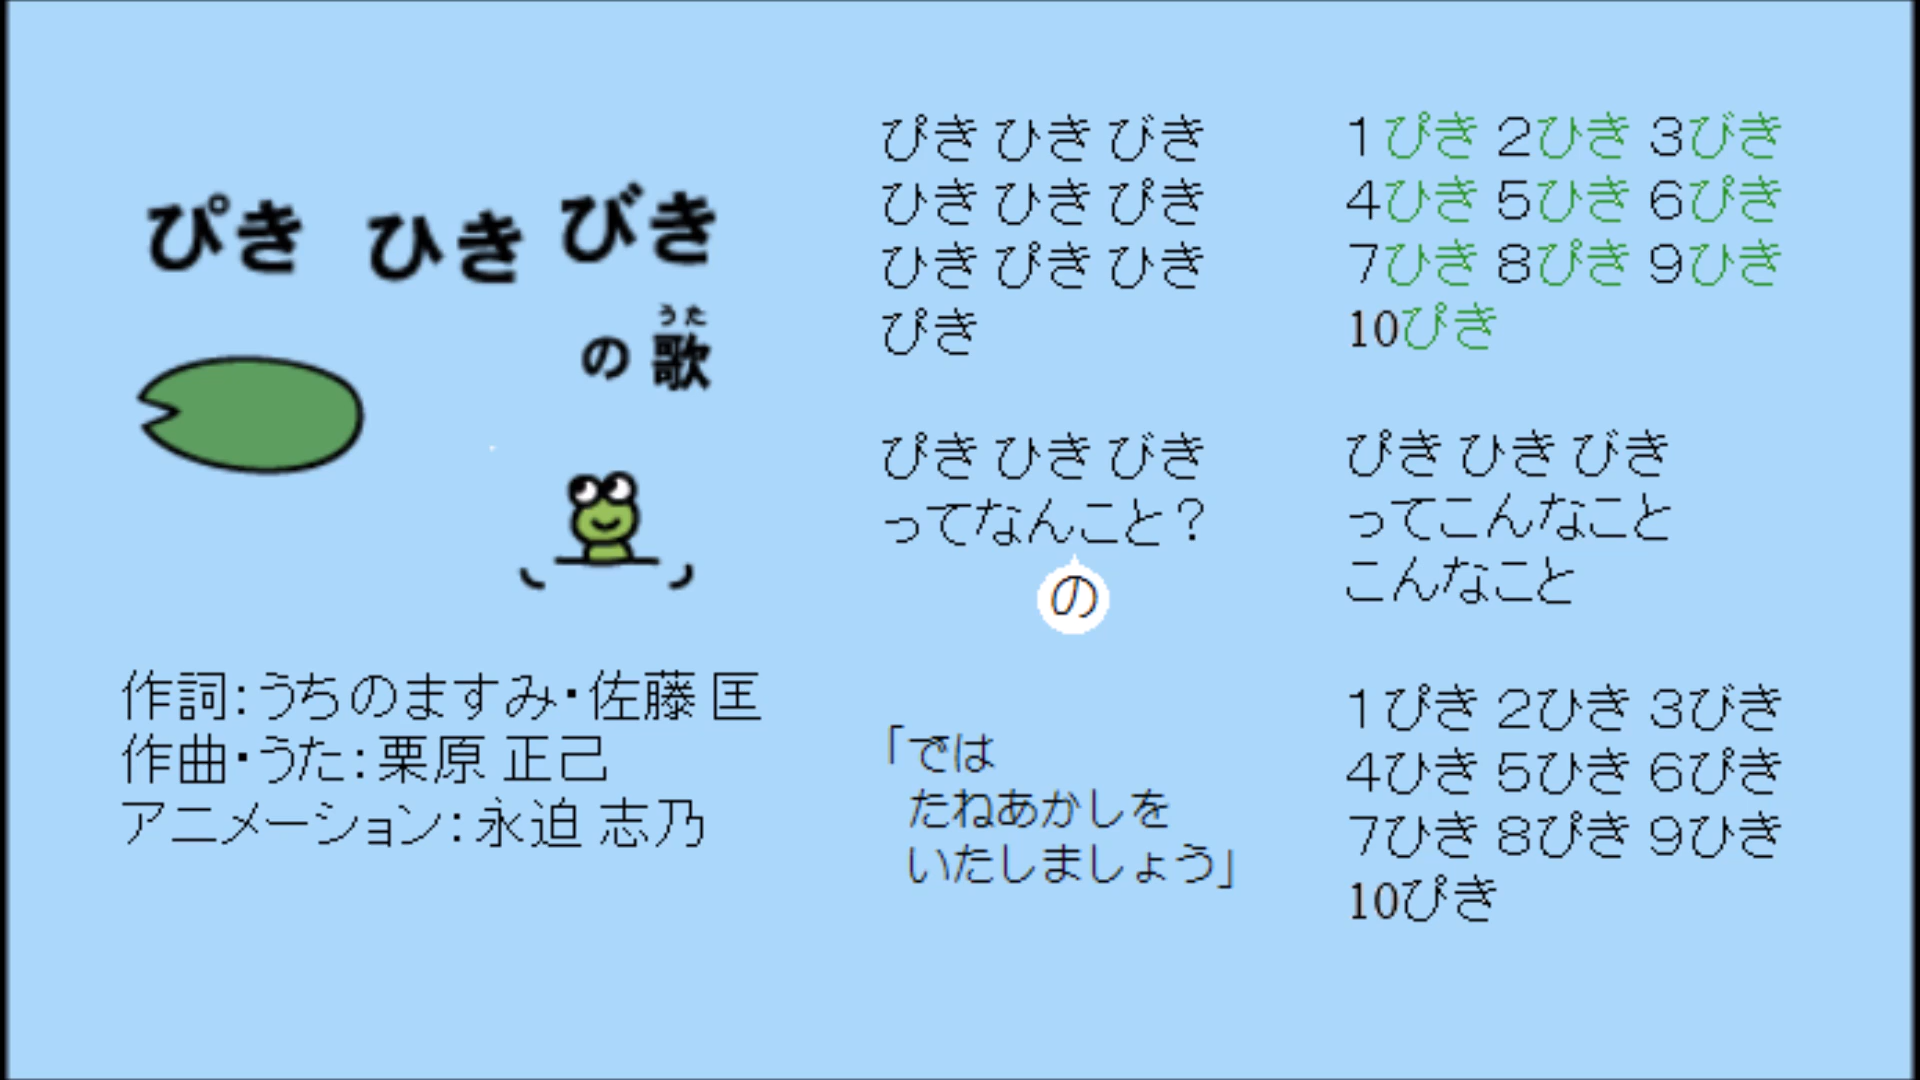 ぴき ひき びき
の歌
うた
作詞:うちのますみ・佐藤 匡
作曲・うた:栗原 正己
アニメーション:永迫 志乃
ぴき ひき びき
ひき ひき ぴき
ひき ぴき ひき
ぴき
ぴき ひき びき
ってなんこと？
の
「では
たねあかしを
いたしましょう」
1ぴき 2ひき 3びき
4ひき 5ひき 6ぴき
7ひき 8ぴき 9ひき
10ぴき
ぴき ひき びき
ってこんなこと
こんなこと
1ぴき 2ひき 3びき
4ひき 5ひき 6ぴき
7ひき 8ぴき 9ひき
10ぴき